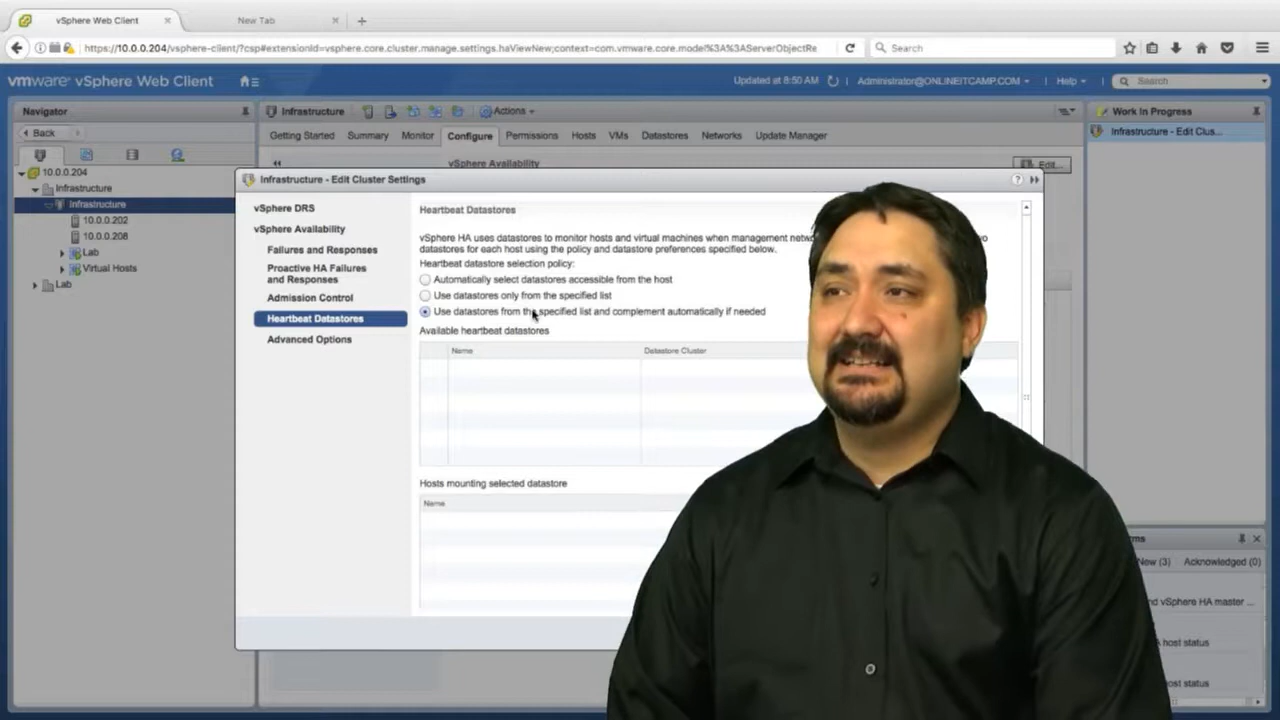 vSphere Web Client
New Tab
https://10.0.0.204/vsphere-client/?csp#extensionId=vsphere.core.cluster.manage.settings.haViewNew;context=com.vmware.core.model%3A%3AServerObjectRe
Search
vmware® vSphere Web Client
Updated at 8:50 AM
Administrator@ONLINEITCAMP.COM
Help
Search
Navigator
Infrastructure
Actions
Work In Progress
Back
Getting Started
Summary
Monitor
Configure
Permissions
Hosts
VMs
Datastores
Networks
Update Manager
Infrastructure - Edit Clus...
vSphere Availability
Edit...
10.0.0.204
Infrastructure
Infrastructure
10.0.0.202
10.0.0.208
Lab
Virtual Hosts
Lab
Infrastructure - Edit Cluster Settings
vSphere DRS
vSphere Availability
Failures and Responses
Proactive HA Failures
and Responses
Admission Control
Heartbeat Datastores
Advanced Options
Heartbeat Datastores
vSphere HA uses datastores to monitor hosts and virtual machines when management
datastores for each host using the policy and datastore preferences specified below.
Heartbeat datastore selection policy:
Automatically select datastores accessible from the host
Use datastores only from the specified list
Use datastores from the specified list and complement automatically if needed
Available heartbeat datastores
Name
Datastore Cluster
Hosts mounting selected datastore
Name
New (3)
Acknowledged (0)
vSphere HA master ...
host status
host status